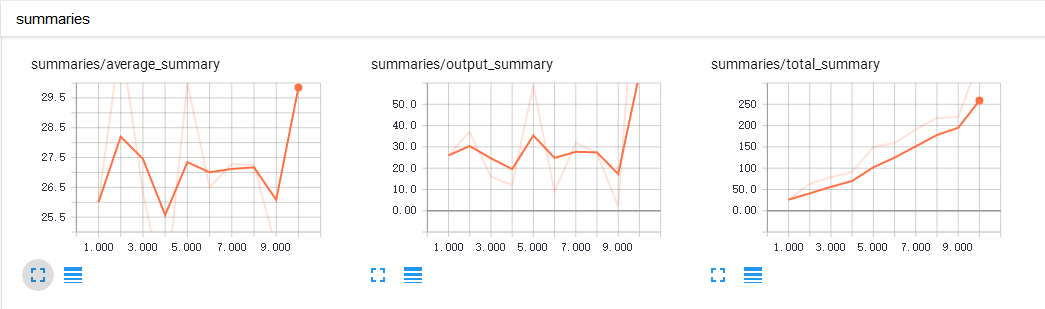 summaries
summaries/average_summary
29.5
28.5
27.5
26.5
25.5
1.000 3.000 5.000 7.000 9.000
summaries/output_summary
50.0
40.0
30.0
20.0
10.0
0.00
1.000 3.000 5.000 7.000 9.000
summaries/total_summary
250
200
150
100
50.0
0.00
1.000 3.000 5.000 7.000 9.000